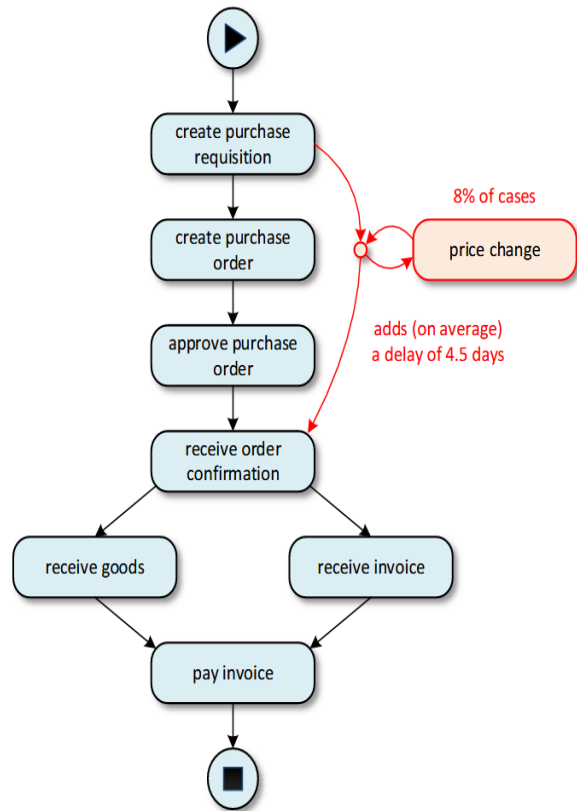 create purchase
requisition
8% of cases
create purchase
order
price change
adds (on average)
a delay of 4.5 days
approve purchase
order
receive order
confirmation
receive goods
receive invoice
pay invoice